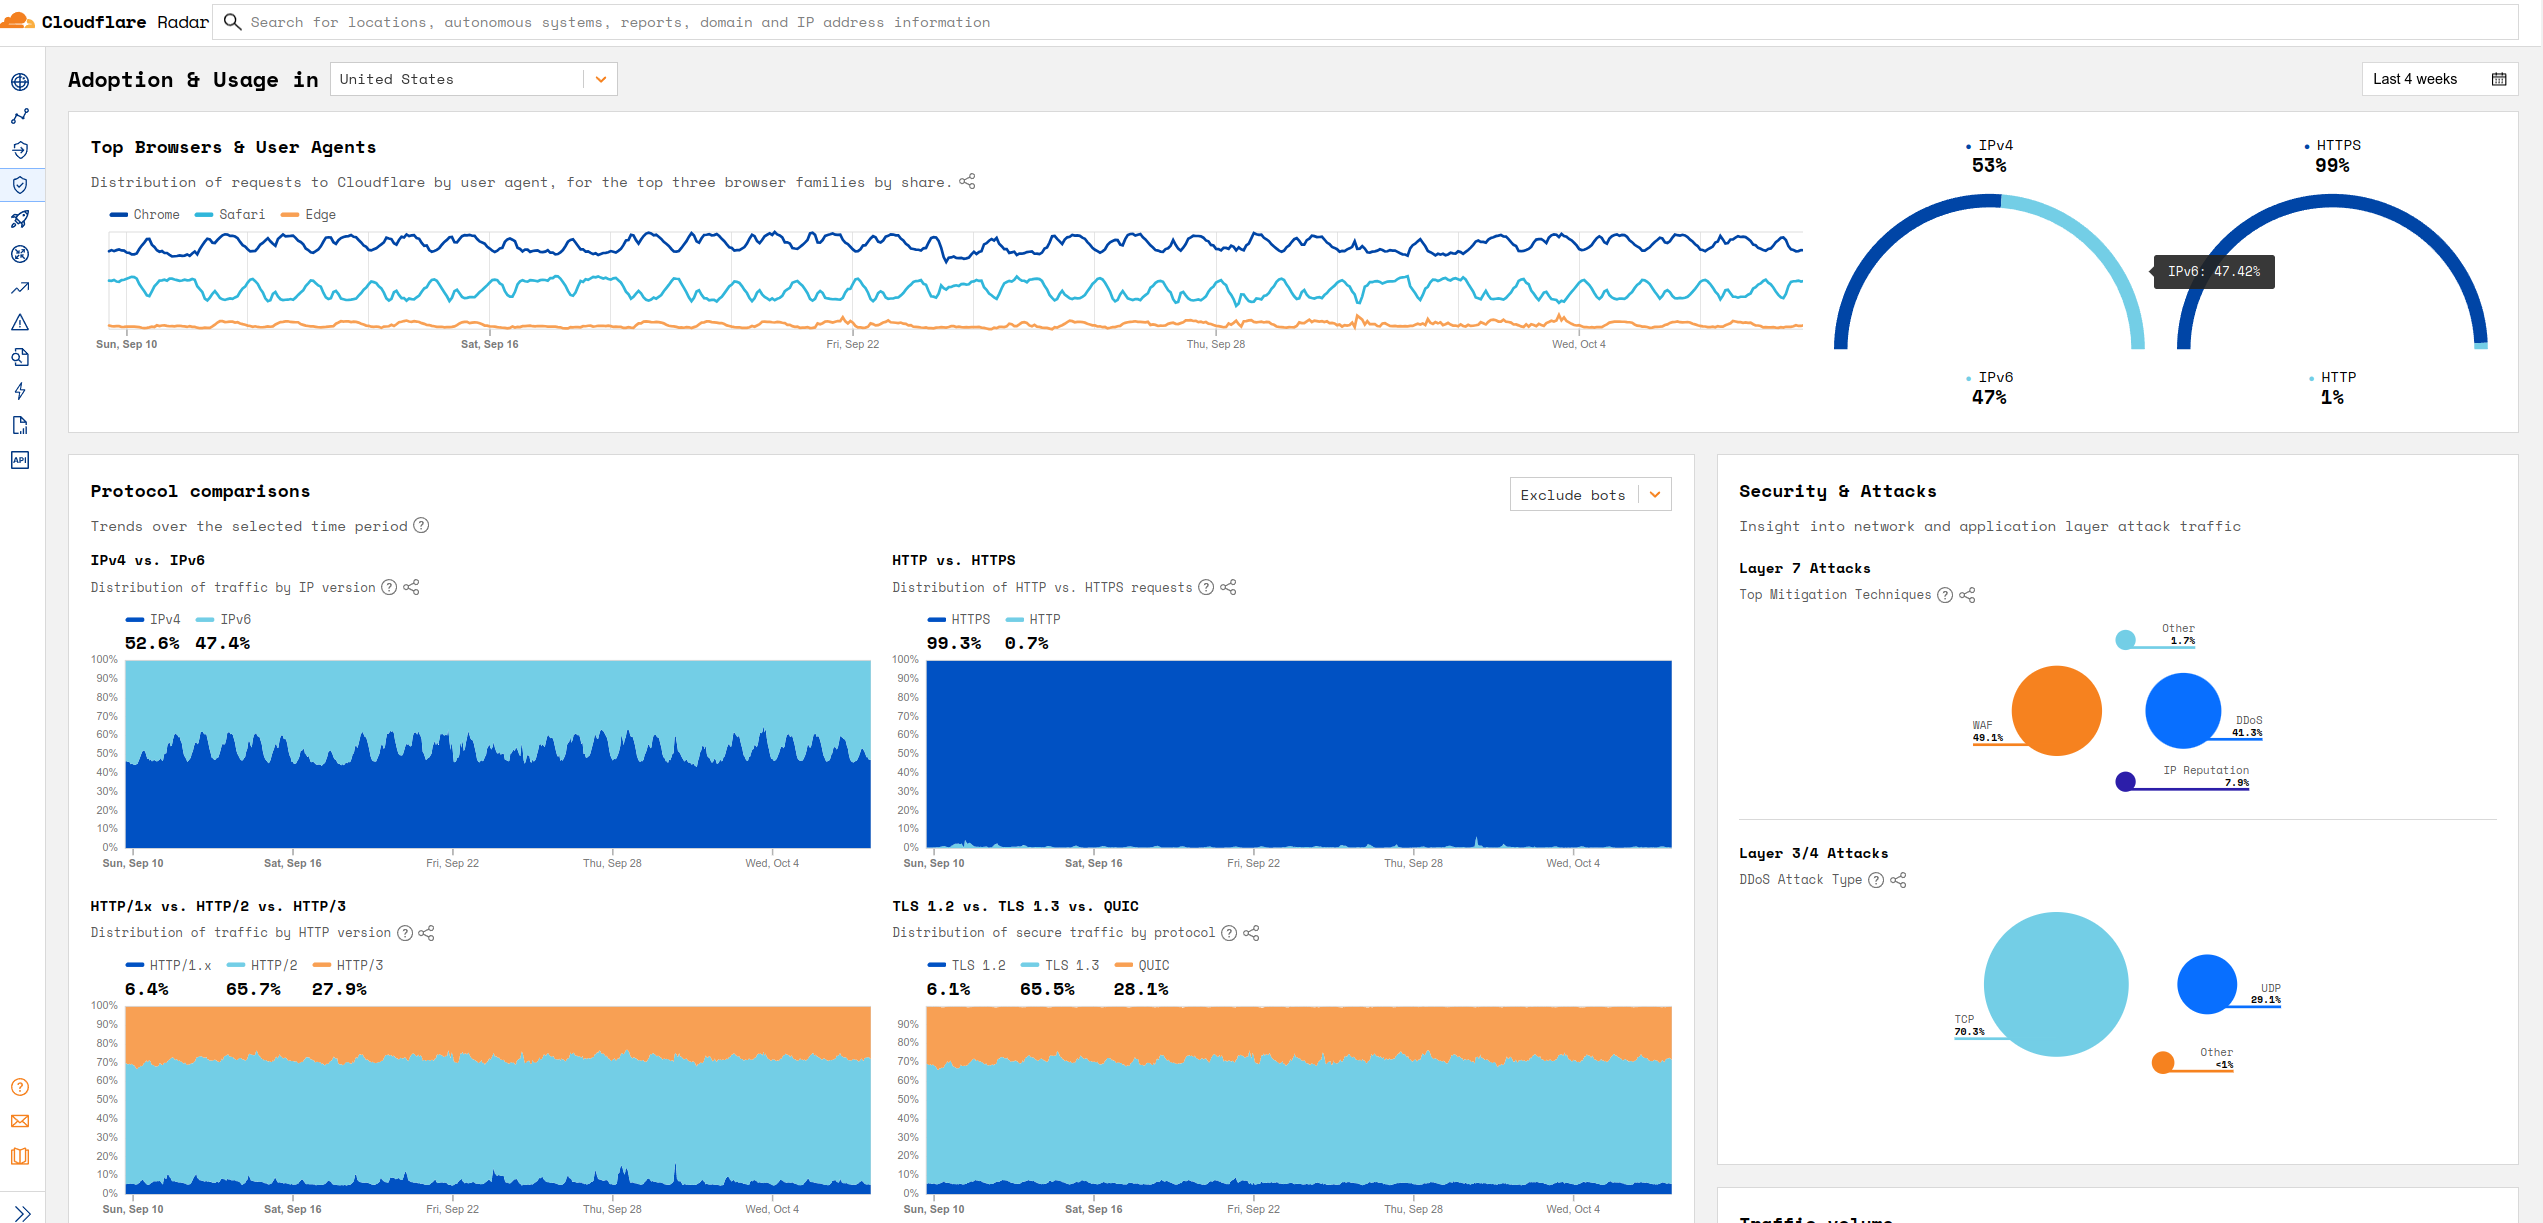 Cloudflare Radar
Search for locations, autonomous systems, reports, domain and IP address information
Adoption & Usage in
United States
Last 4 weeks
Top Browsers & User Agents
Distribution of requests to Cloudflare by user agent, for the top three browser families by share.
Chrome Safari Edge
Sun, Sep 10 Sat, Sep 16 Fri, Sep 22 Thu, Sep 28 Wed, Oct 4
IPv4
53%
IPv6: 47.42%
IPv6
47%
HTTPS
99%
HTTP
1%
API
Protocol comparisons
Exclude bots
Trends over the selected time period ?
IPv4 vs. IPv6
Distribution of traffic by IP version ?
IPv4 IPv6
52.6% 47.4%
100%
90%
80%
70%
60%
50%
40%
30%
20%
10%
0%
Sun, Sep 10 Sat, Sep 16 Fri, Sep 22 Thu, Sep 28 Wed, Oct 4
HTTP vs. HTTPS
Distribution of HTTP vs. HTTPS requests ?
HTTPS HTTP
99.3% 0.7%
100%
90%
80%
70%
60%
50%
40%
30%
20%
10%
0%
Sun, Sep 10 Sat, Sep 16 Fri, Sep 22 Thu, Sep 28 Wed, Oct 4
HTTP/1x vs. HTTP/2 vs. HTTP/3
Distribution of traffic by HTTP version ?
HTTP/1.x HTTP/2 HTTP/3
6.4% 65.7% 27.9%
100%
90%
80%
70%
60%
50%
40%
30%
20%
10%
0%
Sun, Sep 10 Sat, Sep 16 Fri, Sep 22 Thu, Sep 28 Wed, Oct 4
TLS 1.2 vs. TLS 1.3 vs. QUIC
Distribution of secure traffic by protocol ?
TLS 1.2 TLS 1.3 QUIC
6.1% 65.5% 28.1%
90%
80%
70%
60%
50%
40%
30%
20%
10%
0%
Sun, Sep 10 Sat, Sep 16 Fri, Sep 22 Thu, Sep 28 Wed, Oct 4
Security & Attacks
Insight into network and application layer attack traffic
Layer 7 Attacks
Top Mitigation Techniques ?
Other
1.7%
WAF
49.1%
DDoS
41.3%
IP Reputation
7.9%
Layer 3/4 Attacks
DDoS Attack Type ?
TCP
70.3%
UDP
29.1%
Other
<1%
Traffic volume